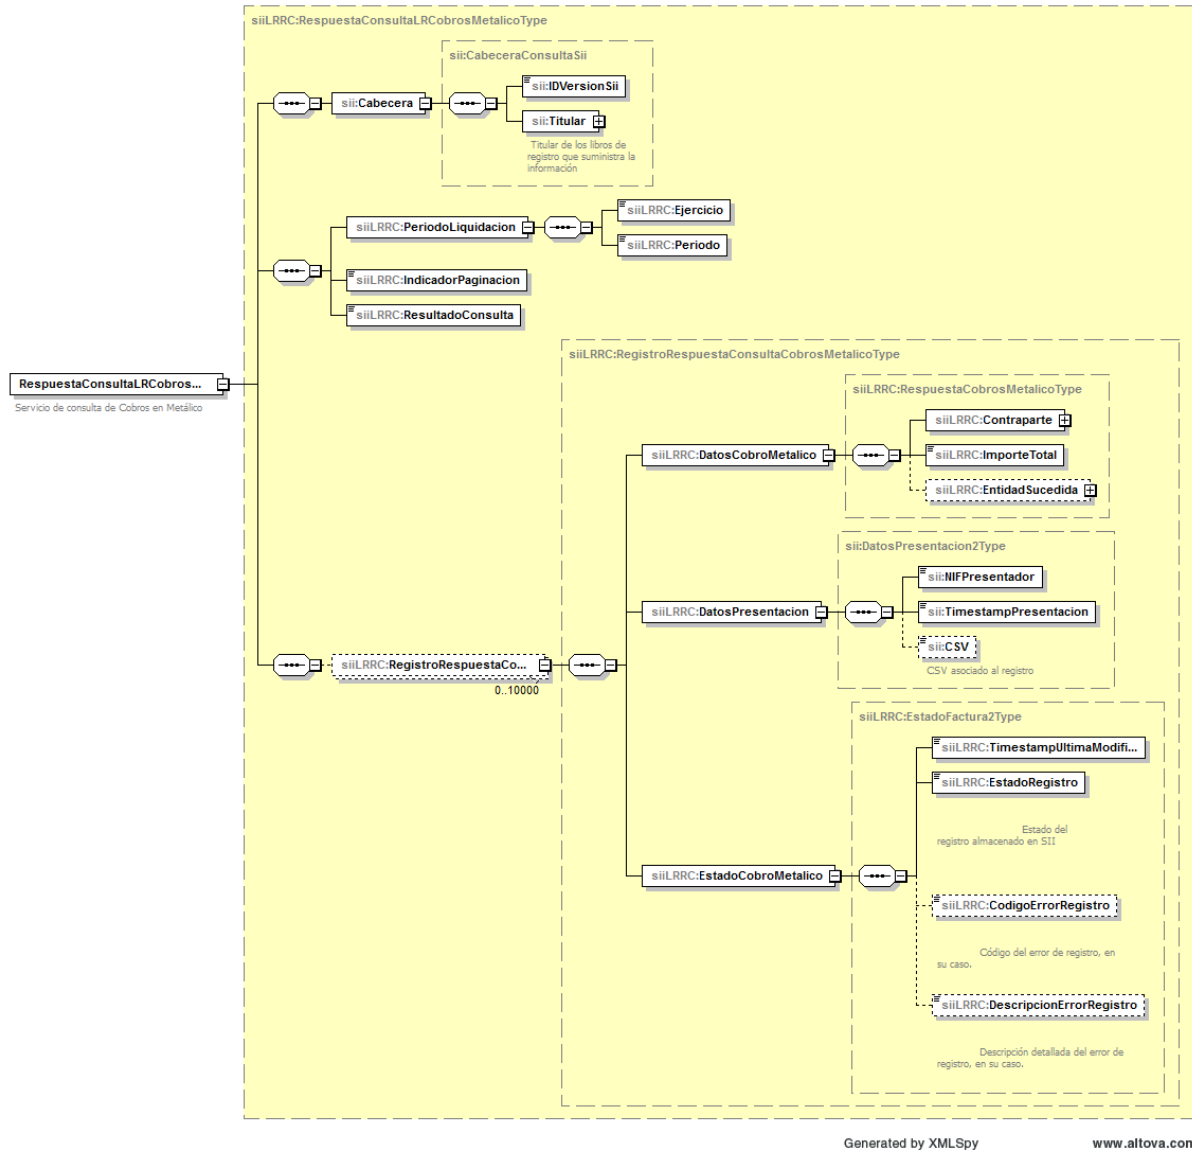 siiLRRC:RespuestaConsultaLRCobrosMetalicoType
sii:CabeceraConsultaSii
sii:IDVersionSii
sii:Cabecera
sii:Titular
Titular de los libros de
registro que suministra la
información
siiLRRC:Ejercicio
siiLRRC:PeriodoLiquidacion
siiLRRC:Periodo
siiLRRC:IndicadorPaginacion
siiLRRC:ResultadoConsulta
siiLRRC:RegistroRespuestaConsultaCobrosMetalicoType
RespuestaConsultaLRCobros...
Servicio de consulta de Cobros en Metálico
siiLRRC:RespuestaCobrosMetalicoType
siiLRRC:Contraparte
siiLRRC:DatosCobroMetalico
siiLRRC:ImporteTotal
siiLRRC:EntidadSucedida
sii:DatosPresentacion2Type
sii:NIFPresentador
siiLRRC:DatosPresentacion
sii:TimestampPresentacion
sii:CSV
CSV asociado al registro
siiLRRC:RegistroRespuestaCo...
0..10000
siiLRRC:EstadoFactura2Type
siiLRRC:TimestampUltimaModifi...
siiLRRC:EstadoRegistro
Estado del
registro almacenado en SII
siiLRRC:EstadoCobroMetalico
siiLRRC:CodigoErrorRegistro
Código del error de registro, en
su caso.
siiLRRC:DescripcionErrorRegistro
Descripción detallada del error de
registro, en su caso.
Generated by XMLSpy
www.altova.com